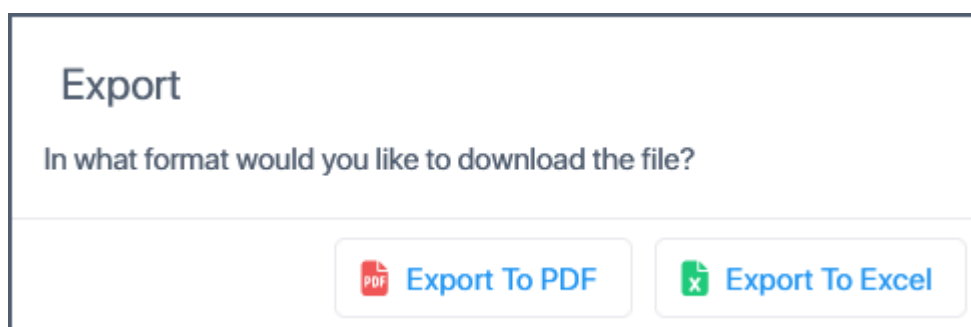 Export
In what format would you like to download the file?
PDF Export To PDF X Export To Excel